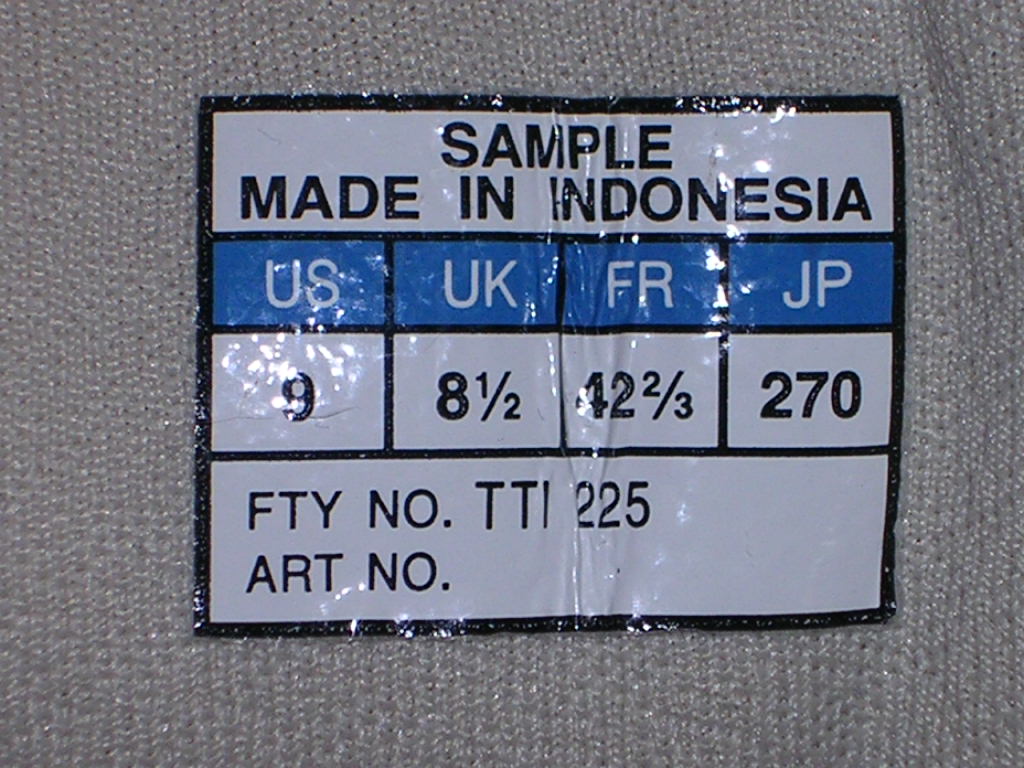 SAMPLE
MADE IN INDONESIA
US UK FR JP
9 8½ 42⅔ 270
FTY NO. TTI 225
ART NO.